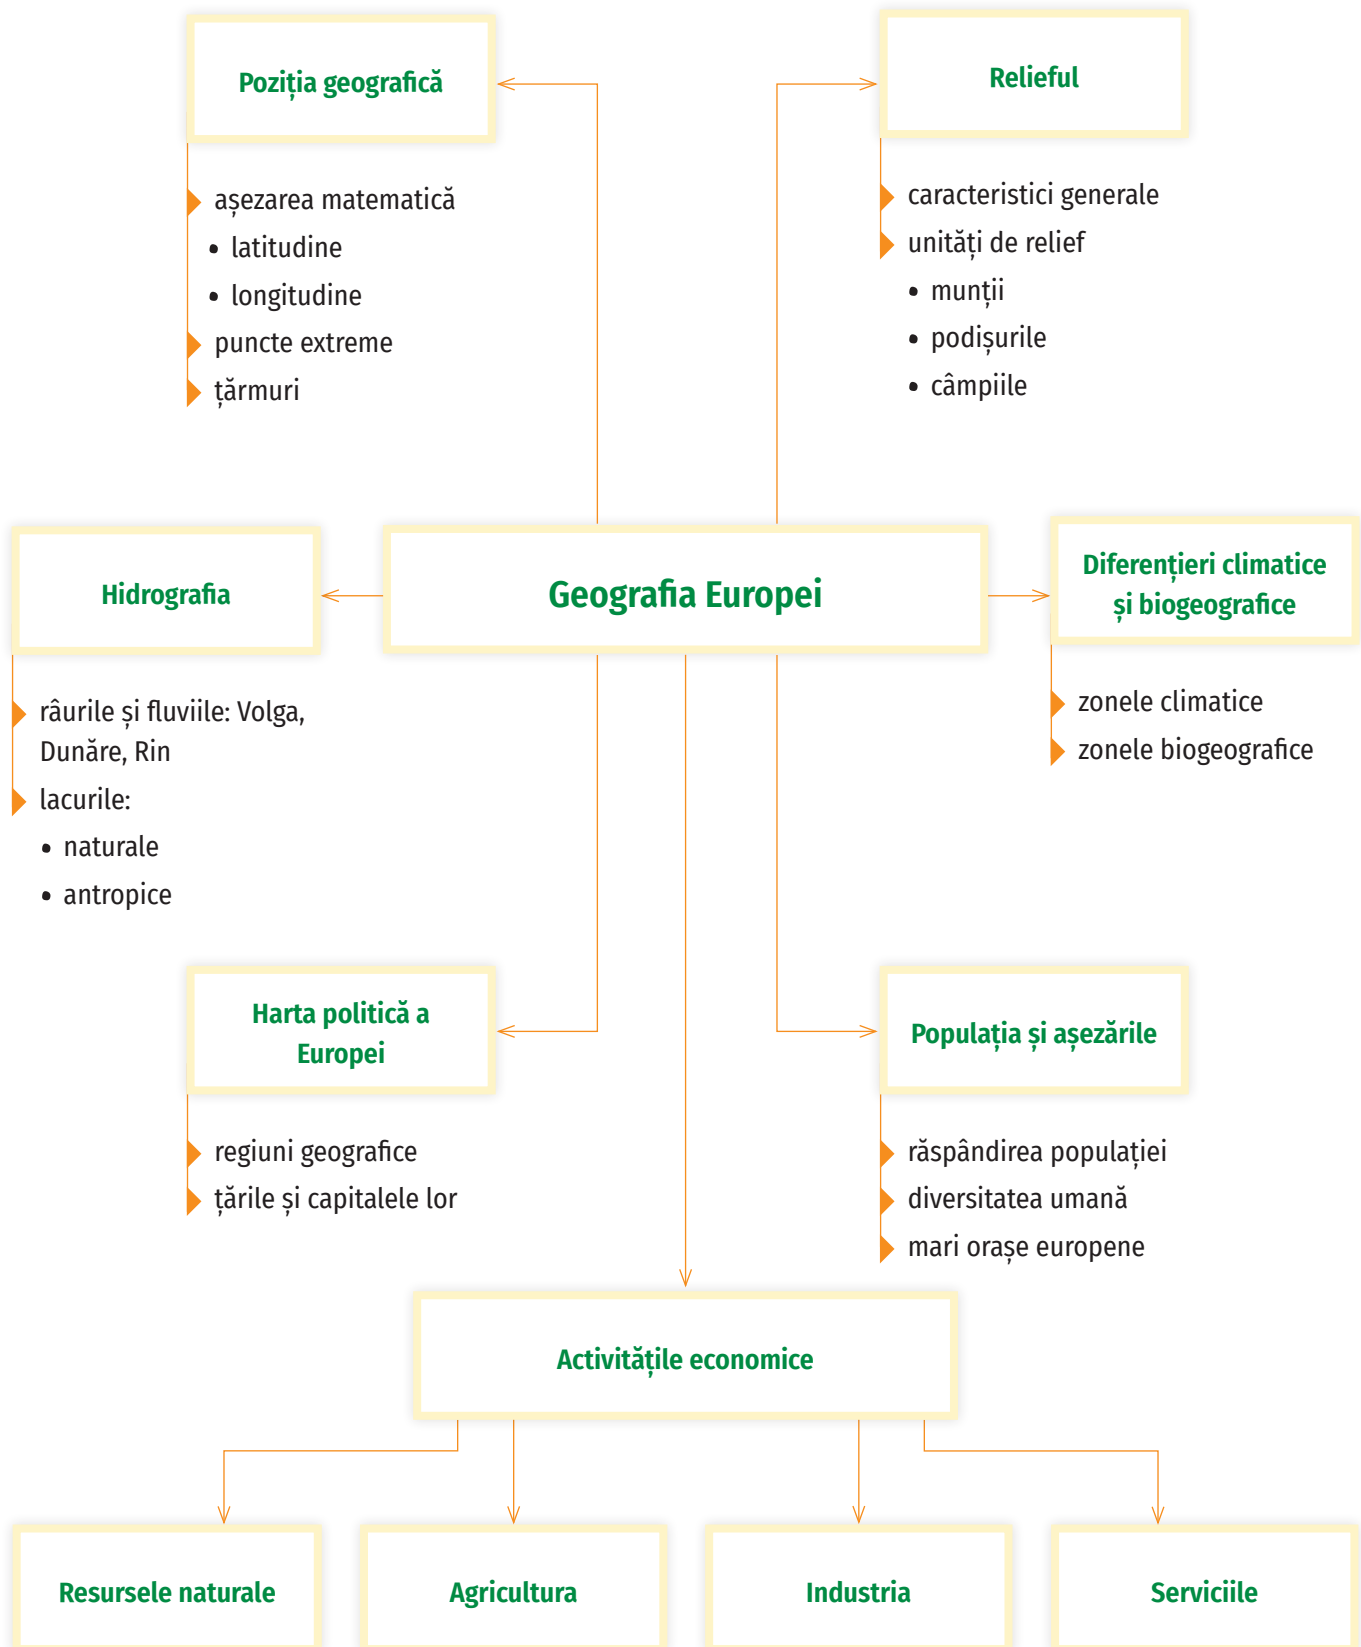 Poziția geografică
așezarea matematică
• latitudine
• longitudine
puncte extreme
țărmuri
Relieful
caracteristici generale
unități de relief
• munții
• podișurile
• câmpiile
Hidrografia
râurile și fluviile: Volga,
Dunăre, Rin
lacurile:
• naturale
• antropice
Geografia Europei
Diferențieri climatice
și biogeografice
zonele climatice
zonele biogeografice
Harta politică a
Europei
regiuni geografice
țările și capitalele lor
Populația și așezările
răspândirea populației
diversitatea umană
mari orașe europene
Activitățile economice
Resursele naturale
Agricultura
Industria
Serviciile